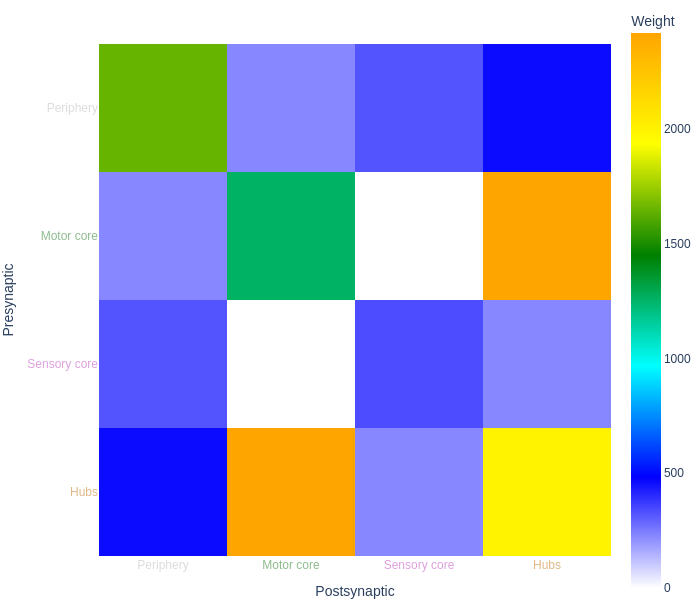 Weight
2000
1500
1000
500
0
Periphery
Motor core
Sensory core
Hubs
Presynaptic
Periphery Motor core Sensory core Hubs
Postsynaptic